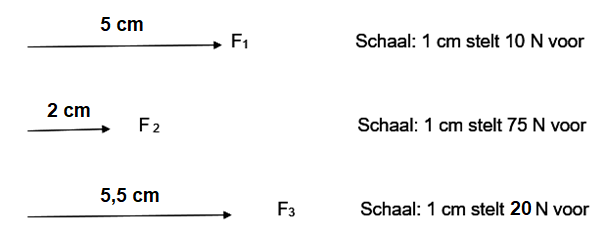 5 cm
F₁ Schaal: 1 cm stelt 10 N voor
2 cm
F₂ Schaal: 1 cm stelt 75 N voor
5,5 cm
F₃ Schaal: 1 cm stelt 20 N voor